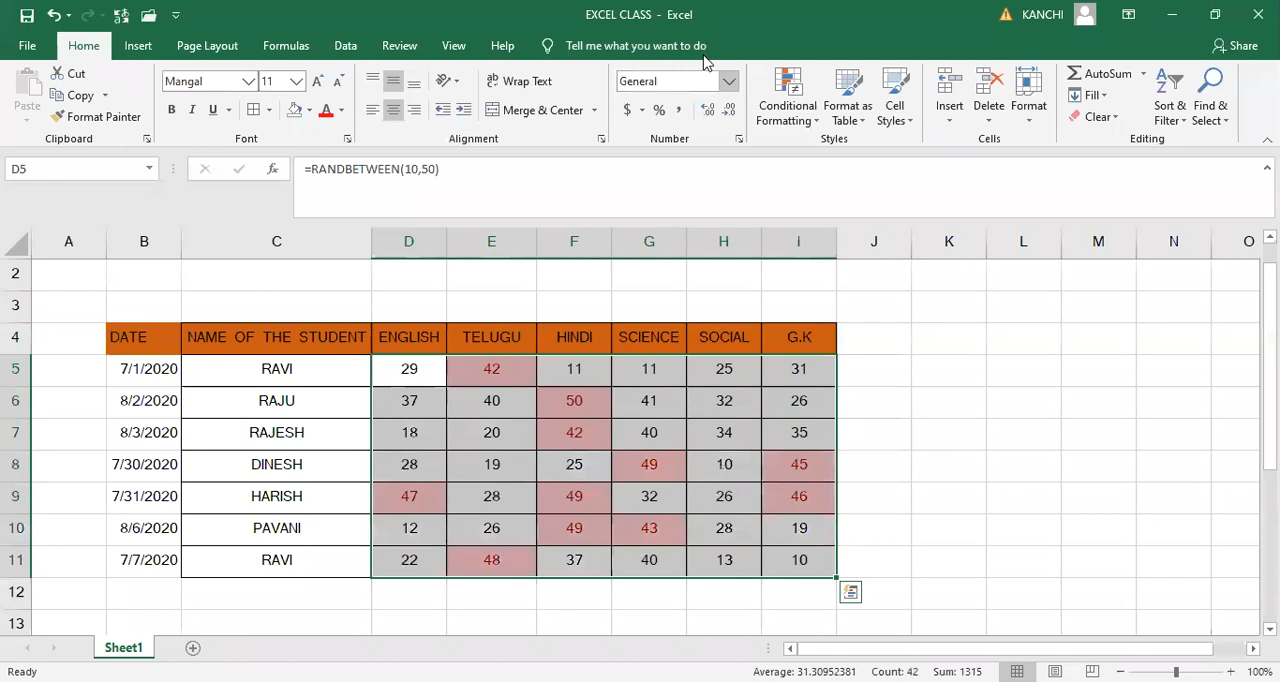 EXCEL CLASS - Excel
KANCHI
File Home Insert Page Layout Formulas Data Review View Help Tell me what you want to do Share
Paste
Cut
Copy
Format Painter
Clipboard
Mangal 11 A A
B I U A
Font
ab
Wrap Text
Merge & Center
Alignment
General
$ % ,
Number
Conditional Formatting
Format as Table
Cell Styles
Styles
Insert Delete Format
Cells
AutoSum
Fill
Clear
Sort & Filter
Find & Select
Editing
D5 fx =RANDBETWEEN(10,50)
A B C D E F G H I J K L M N O
2
3
4 DATE NAME OF THE STUDENT ENGLISH TELUGU HINDI SCIENCE SOCIAL G.K
5 7/1/2020 RAVI 29 42 11 11 25 31
6 8/2/2020 RAJU 37 40 50 41 32 26
7 8/3/2020 RAJESH 18 20 42 40 34 35
8 7/30/2020 DINESH 28 19 25 49 10 45
9 7/31/2020 HARISH 47 28 49 32 26 46
10 8/6/2020 PAVANI 12 26 49 43 28 19
11 7/7/2020 RAVI 22 48 37 40 13 10
12
13
Sheet1
Ready Average: 31.30952381 Count: 42 Sum: 1315 100%